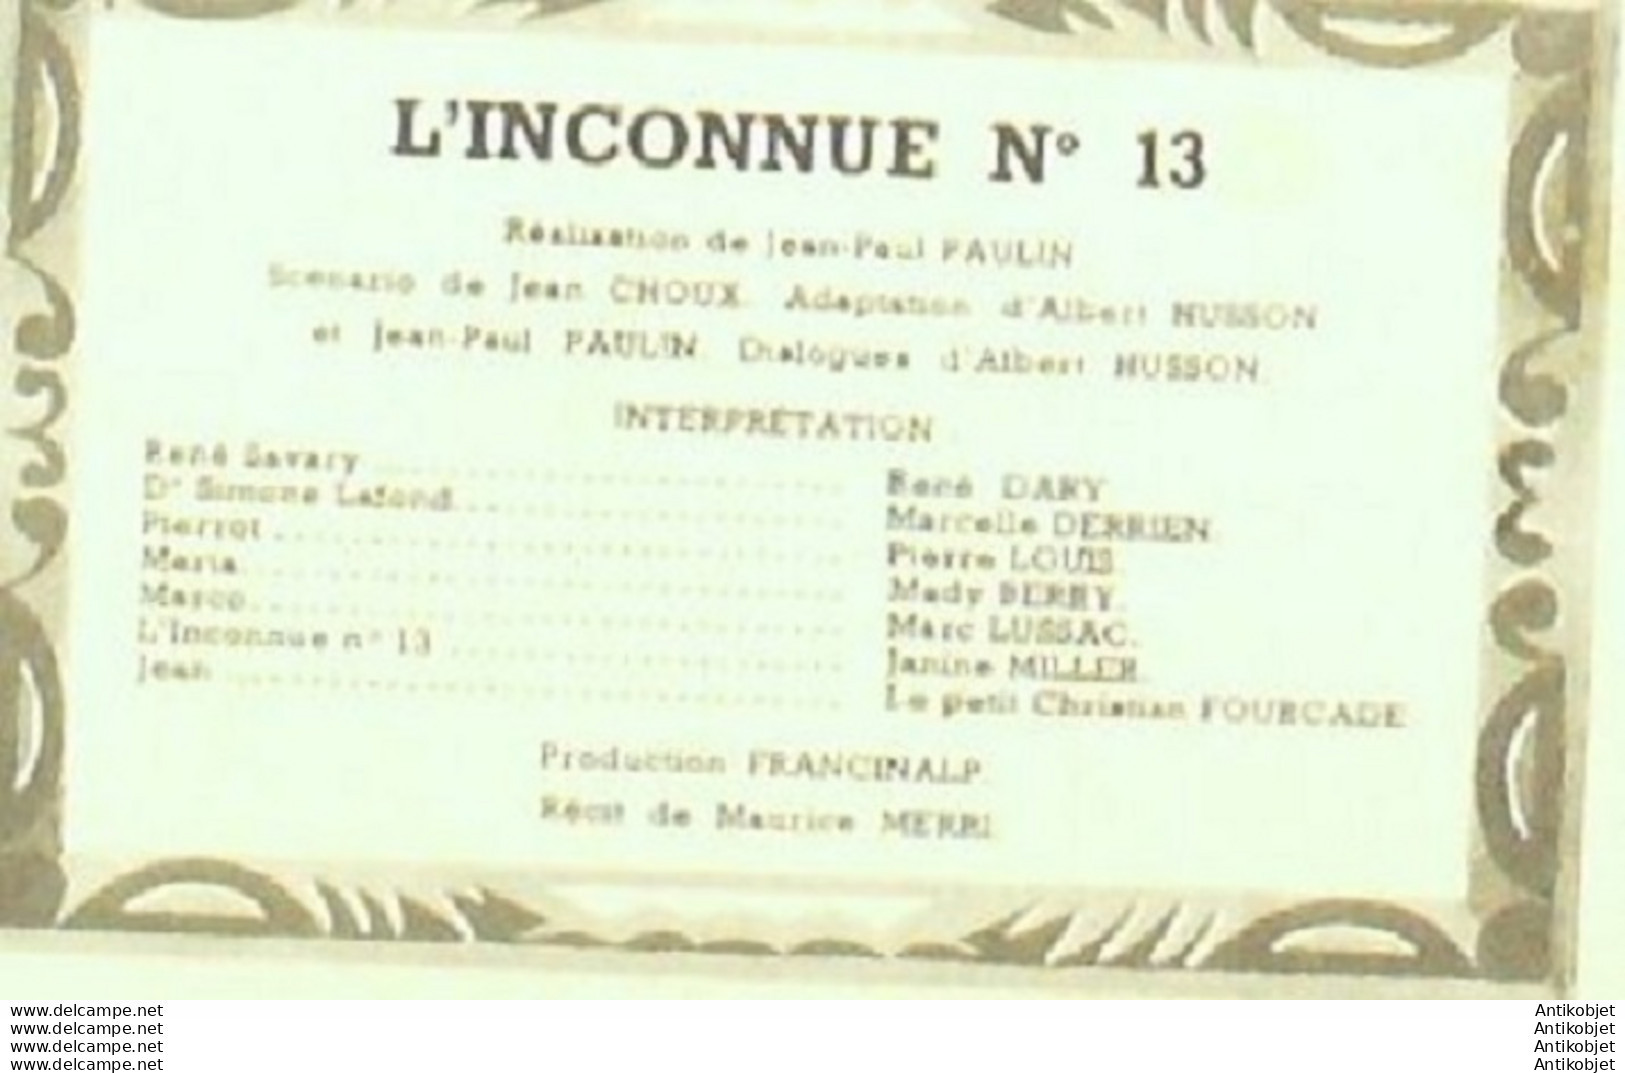 L'INCONNUE N° 13
Réalisation de Jean-Paul PAULIN
Scénario de Jean CHOUX. Adaptation d'Albert HUSSON
et Jean-Paul PAULIN. Dialogues d'Albert HUSSON.
INTERPRÉTATION
René Savary ........ René DARY
Dr Simone Lafond ........ Marcelle DERRIEN.
Pierrot ........ Pierre LOUIS.
Maria ........ Mady BERRY.
Marco ........ Marc LUSSAC.
L'Inconnue n° 13 ........ Janine MILLER.
Jean ........ Le petit Christian FOURCADE
Production FRANCINALP.
Récit de Maurice MERRI.
www.delcampe.net Antikobjet
www.delcampe.net Antikobjet
www.delcampe.net Antikobjet
www.delcampe.net Antikobjet